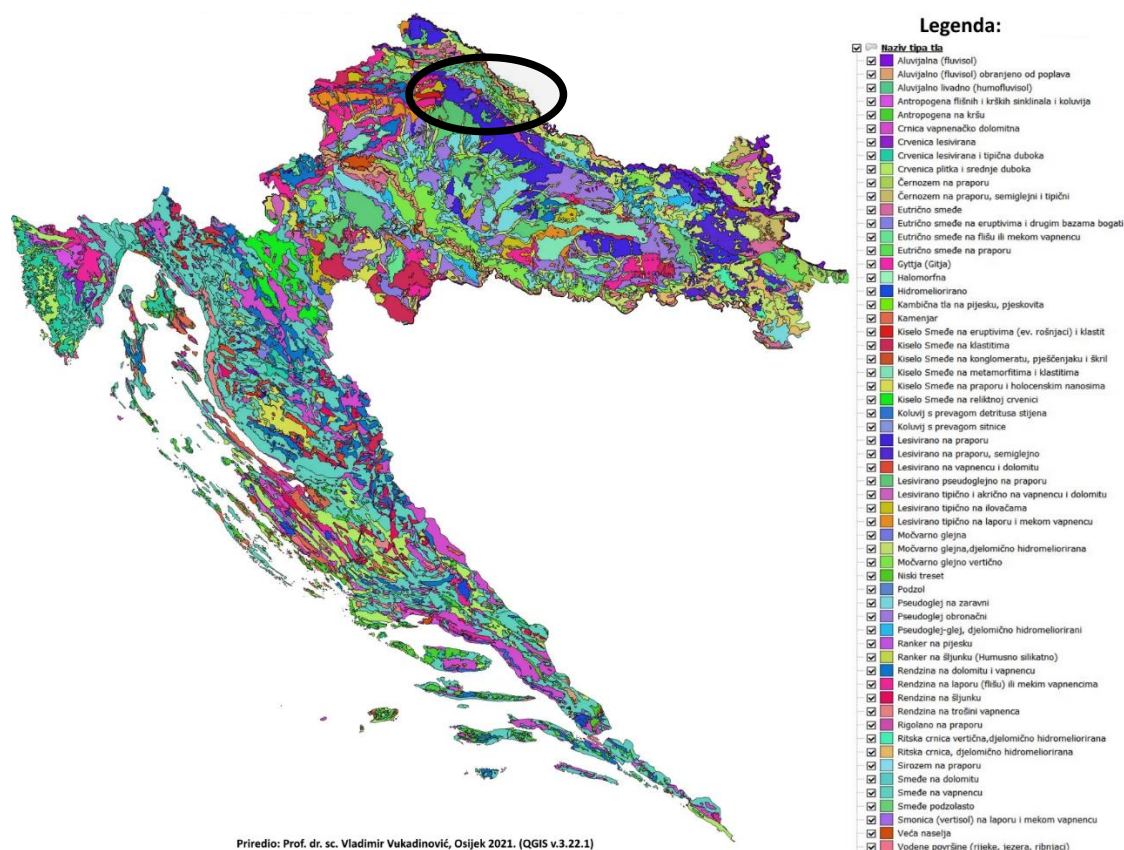 Legenda:
Naziv tipa tla
Aluvijalna (fluvisol)
Aluvijalno (fluvisol) obranjeno od poplava
Aluvijalno livadno (humofluvisol)
Antropogena flišnih i krških sinklinala i koluvija
Antropogena na kršu
Crnica vapnenačko dolomitna
Crvenica lesivirana
Crvenica lesivirana i tipična duboka
Crvenica plitka i srednje duboka
Černozem na praporu
Černozem na praporu, semiglejni i tipični
Eutrično smeđe
Eutrično smeđe na eruptivima i drugim bazama bogati
Eutrično smeđe na flišu ili mekom vapnencu
Eutrično smeđe na praporu
Gyttja (Gitja)
Halomorfna
Hidromeliorirano
Kambična tla na pijesku, pjeskovita
Kamenjar
Kiselo Smeđe na eruptivima (ev. rošnjaci) i klastit
Kiselo Smeđe na klastitima
Kiselo Smeđe na konglomeratu, pješčenjaku i škril
Kiselo Smeđe na metamorfitima i klastitima
Kiselo Smeđe na praporu i holocenskim nanosima
Kiselo Smeđe na reliktnoj crvenici
Koluvij s prevagom detritusa stijena
Koluvij s prevagom sitnice
Lesivirano na praporu
Lesivirano na praporu, semiglejno
Lesivirano na vapnencu i dolomitu
Lesivirano pseudoglejno na praporu
Lesivirano tipično i akrično na vapnencu i dolomitu
Lesivirano tipično na ilovačama
Lesivirano tipično na laporu i mekom vapnencu
Močvarno glejna
Močvarno glejna,djelomično hidromeliorirana
Močvarno glejno vertično
Niski treset
Podzol
Pseudoglej na zaravni
Pseudoglej obronačni
Pseudoglej-glej, djelomično hidromeliorirani
Ranker na pijesku
Ranker na šljunku (Humusno silikatno)
Rendzina na dolomitu i vapnencu
Rendzina na laporu (flišu) ili mekim vapnencima
Rendzina na šljunku
Rendzina na trošini vapnenca
Rigolano na praporu
Ritska crnica vertična,djelomično hidromeliorirana
Ritska crnica, djelomično hidromeliorirana
Sirozem na praporu
Smeđe na dolomitu
Smeđe na vapnencu
Smeđe podzolasto
Smonica (vertisol) na laporu i mekom vapnencu
Veća naselja
Vodene površine (rijeke, jezera, ribnjaci)
Priredio: Prof. dr. sc. Vladimir Vukadinović, Osijek 2021. (QGIS v.3.22.1)